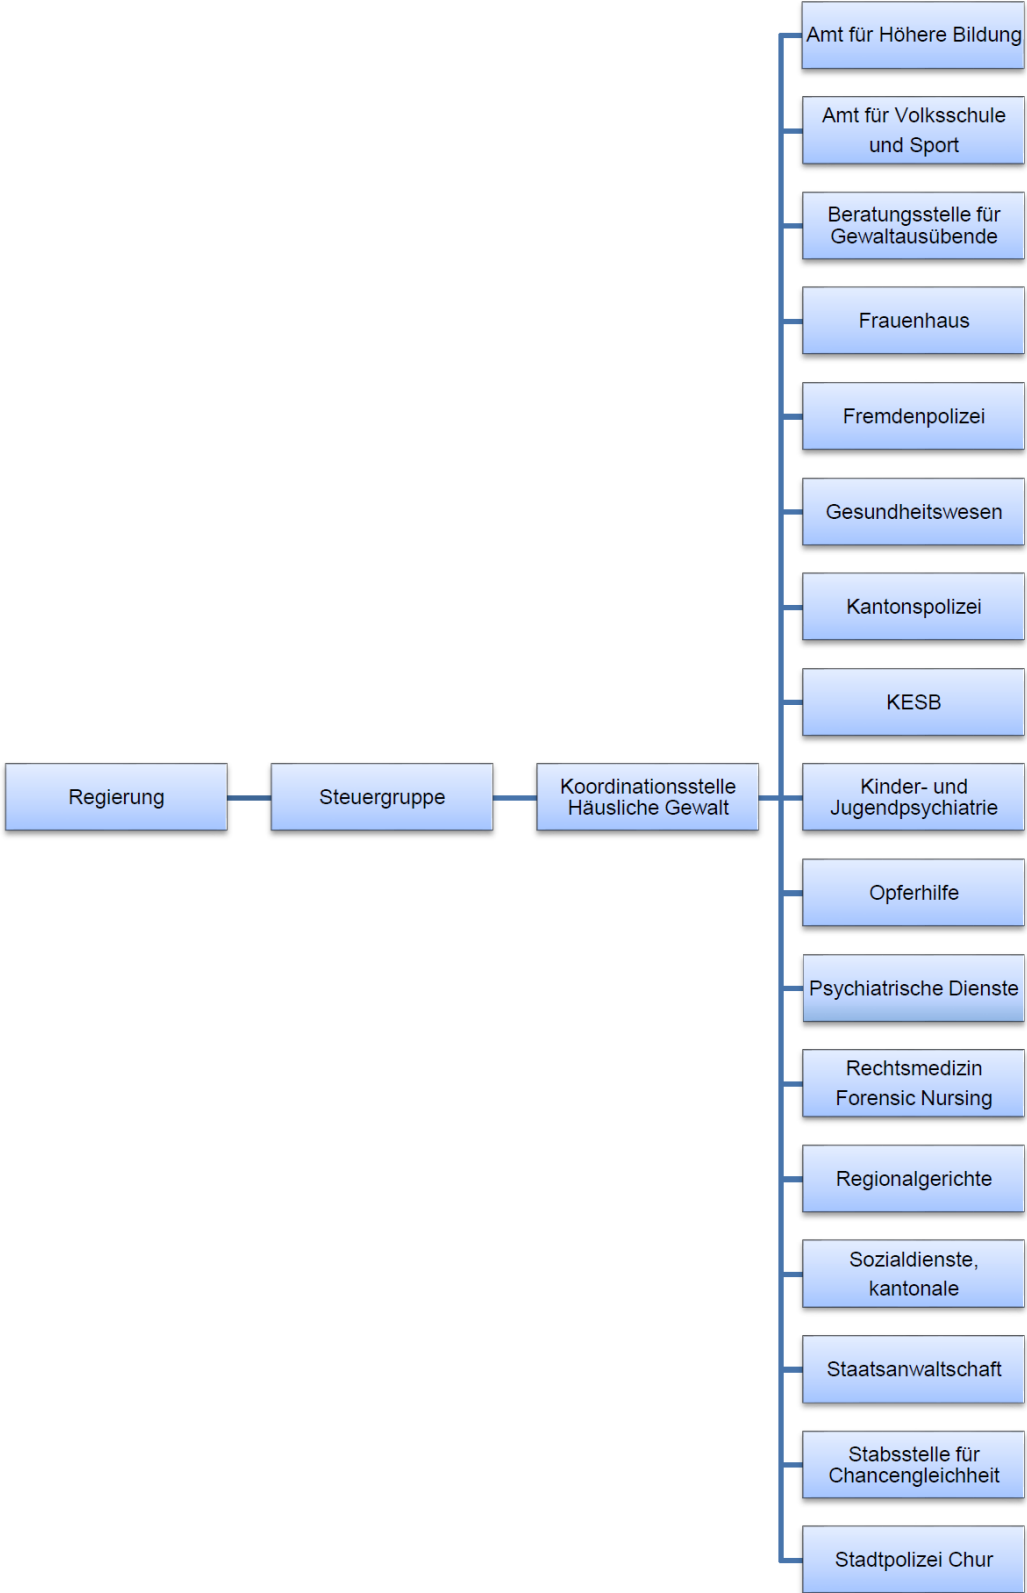 Amt für Höhere Bildung
Amt für Volksschule
und Sport
Beratungsstelle für
Gewaltausübende
Frauenhaus
Fremdenpolizei
Gesundheitswesen
Kantonspolizei
KESB
Regierung
Steuergruppe
Koordinationsstelle
Häusliche Gewalt
Kinder- und
Jugendpsychiatrie
Opferhilfe
Psychiatrische Dienste
Rechtsmedizin
Forensic Nursing
Regionalgerichte
Sozialdienste,
kantonale
Staatsanwaltschaft
Stabsstelle für
Chancengleichheit
Stadtpolizei Chur